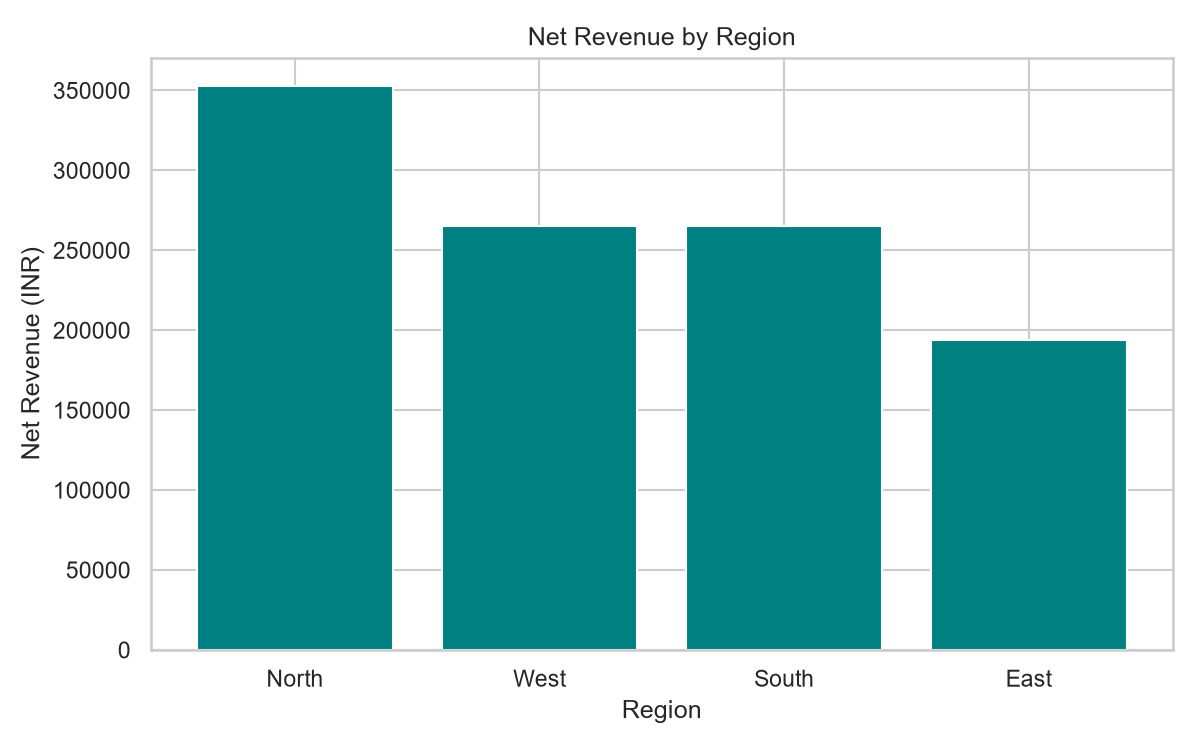 Net Revenue by Region
Net Revenue (INR)
350000
300000
250000
200000
150000
100000
50000
0
North West South East
Region